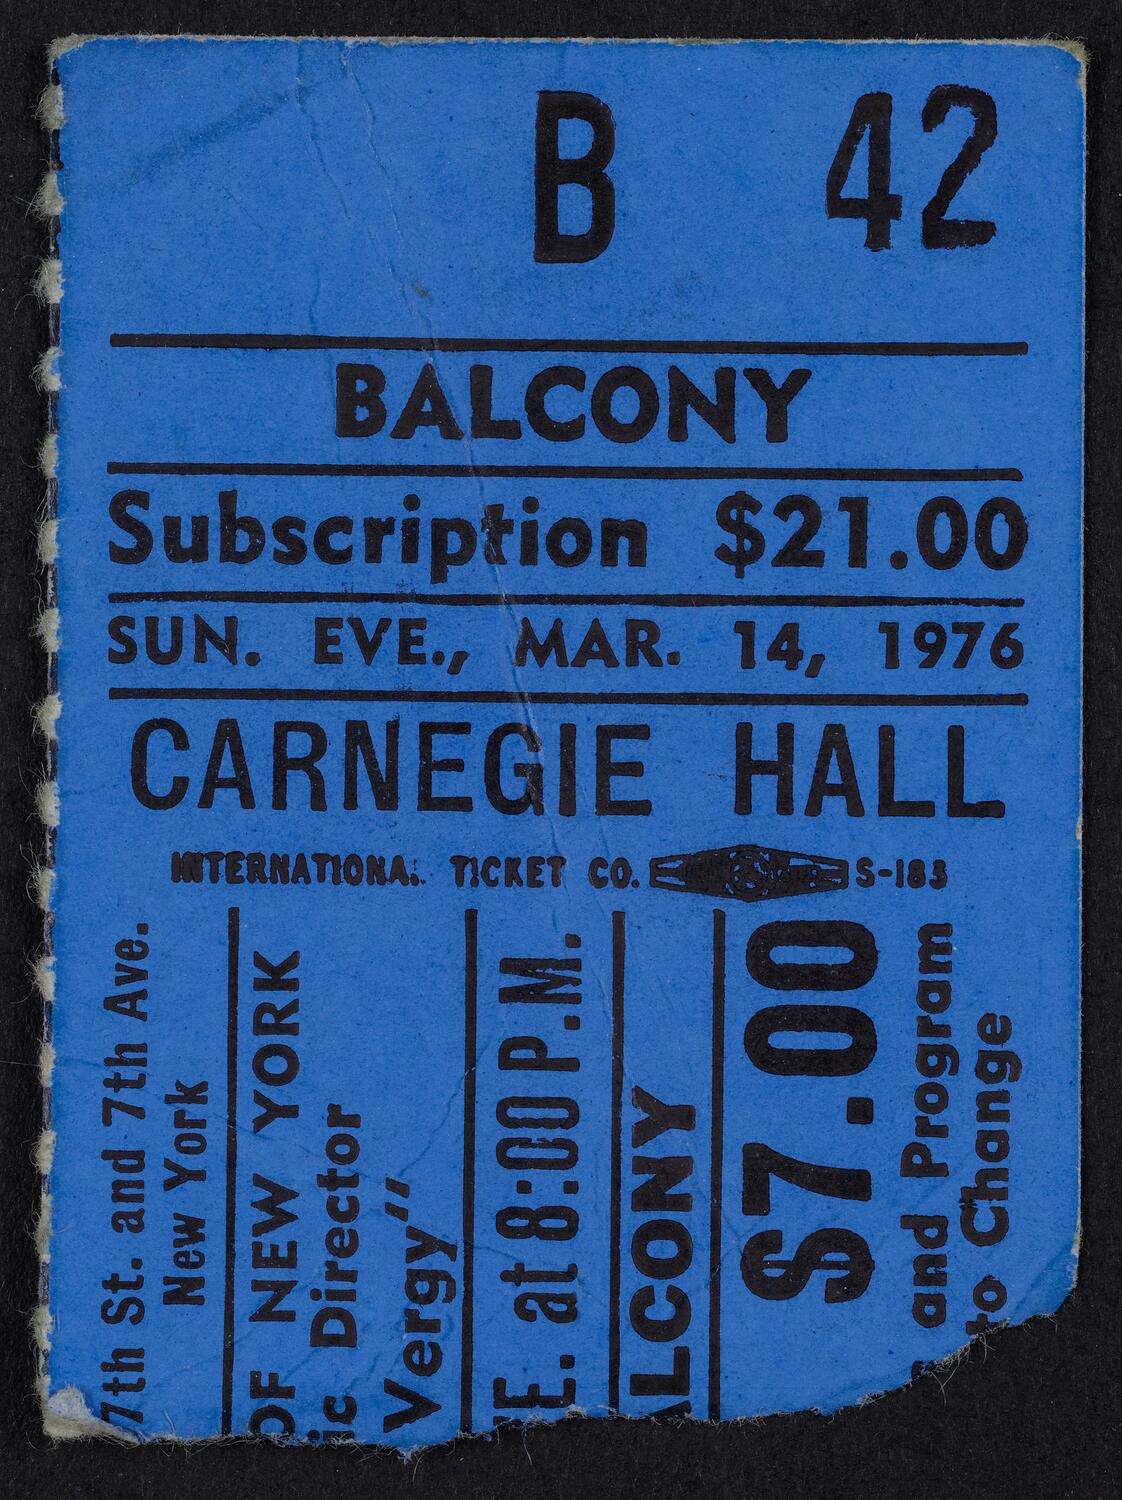 B 42
BALCONY
Subscription $21.00
SUN. EVE., MAR. 14, 1976
CARNEGIE HALL
INTERNATIONAL TICKET CO. S-183
7th St. and 7th Ave.
New York
OF NEW YORK
ic Director
Vergy"
E. at 8:00 P.M.
ALCONY
$7.00
and Program
to Change